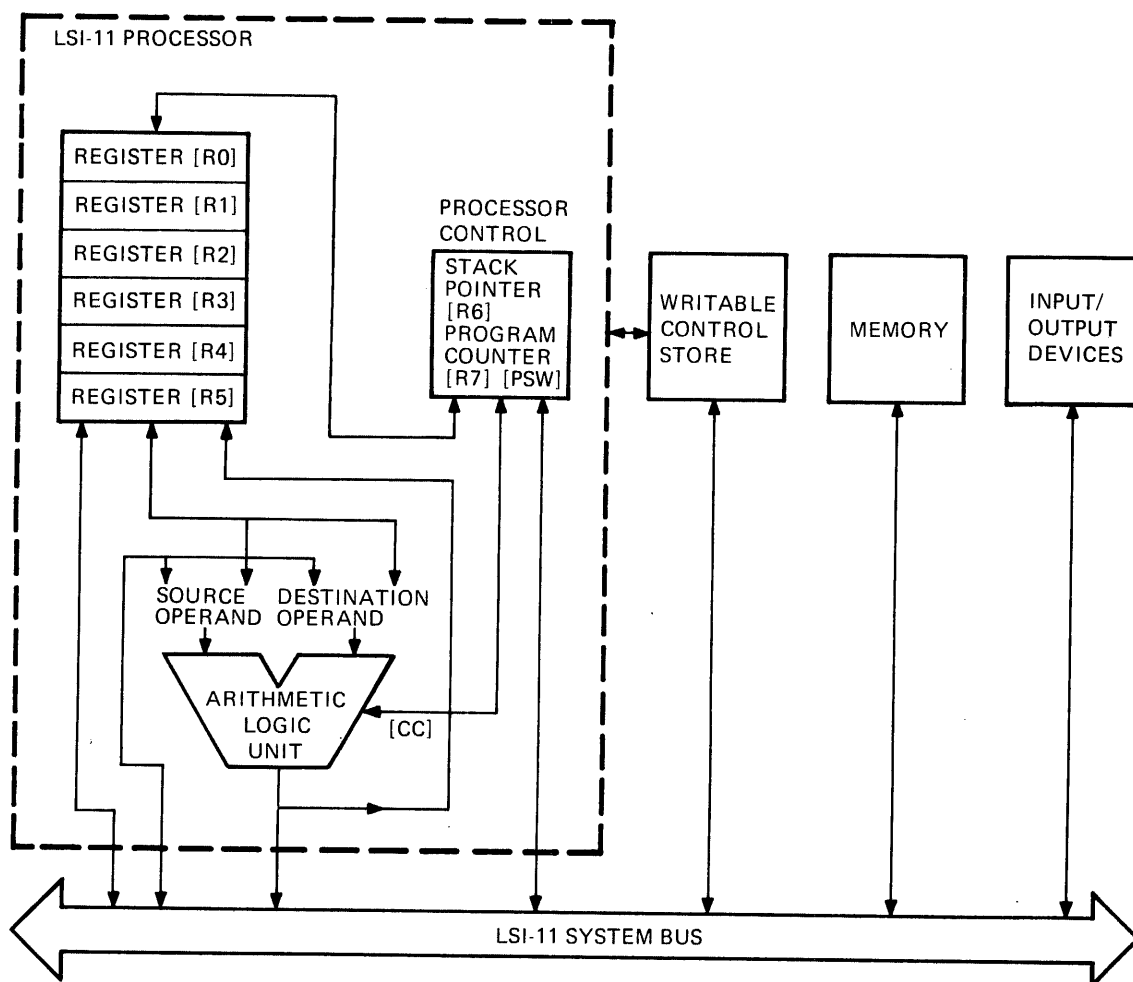 LSI-11 PROCESSOR
REGISTER [R0]
REGISTER [R1]
REGISTER [R2]
REGISTER [R3]
REGISTER [R4]
REGISTER [R5]
PROCESSOR
CONTROL
STACK
POINTER
[R6]
PROGRAM
COUNTER
[R7] [PSW]
WRITABLE
CONTROL
STORE
MEMORY
INPUT/
OUTPUT
DEVICES
SOURCE
OPERAND
DESTINATION
OPERAND
ARITHMETIC
LOGIC
UNIT
[CC]
LSI-11 SYSTEM BUS